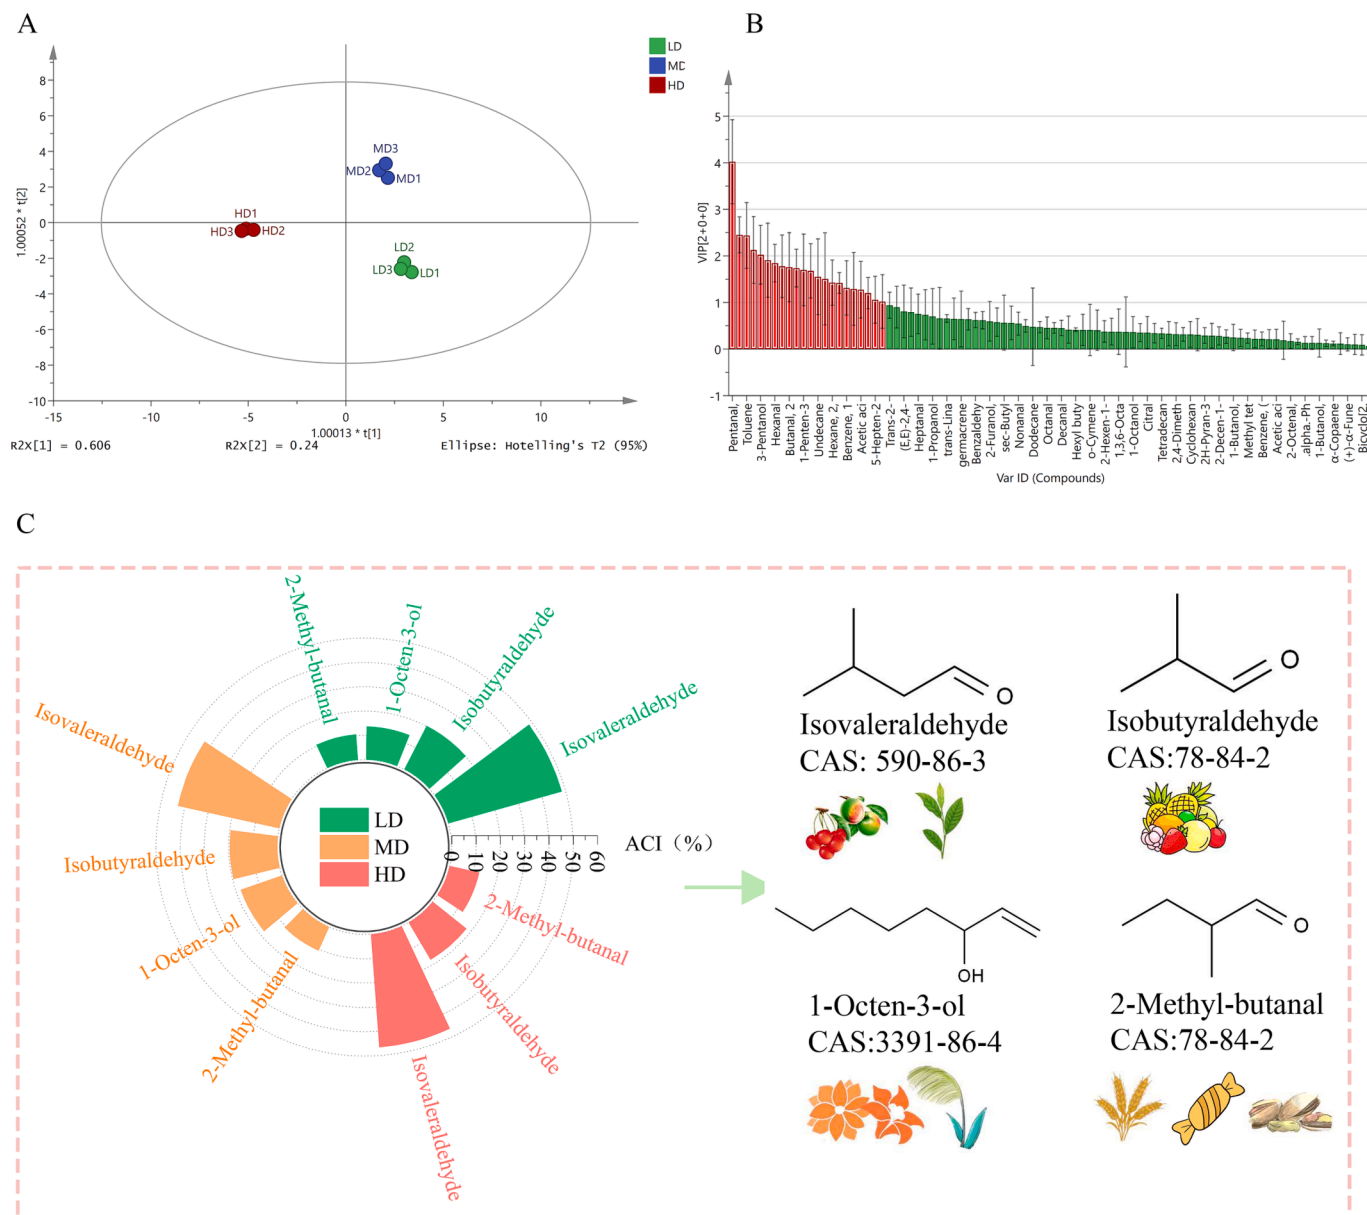 A
LD
MD
HD
8
6
4
2
0
-2
-4
-6
-8
-10
1.00052 * t[2]
MD3
MD2
MD1
HD1
HD3
HD2
LD2
LD3
LD1
-15
-10
-5
0
5
10
1.00013 * t[1]
R2X[1] = 0.606
R2X[2] = 0.24
Ellipse: Hotelling's T2 (95%)
B
VIP[2+0+0]
5
4
3
2
1
0
-1
Pentanal,
Toluene
3-Pentanol
Hexanal
Butanal, 2
1-Penten-3
Undecane
Hexane, 2,
Benzene, 1
Acetic aci
5-Hepten-2
Trans-2-
(E,E)-2,4-
Heptanal
1-Propanol
trans-Lina
germacrene
Benzaldehy
2-Furanol,
sec-Butyl
Nonanal
Dodecane
Octanal
Decanal
Hexyl buty
o-Cymene
2-Hexen-1-
1,3,6-Octa
1-Octanol
Citral
Tetradecan
2,4-Dimeth
Cyclohexan
2H-Pyran-3
2-Decen-1-
1-Butanol,
Methyl tet
Benzene, (
Acetic aci
2-Octenal,
.alpha.-Ph
1-Butanol,
α-Copaene
(+)-α-Fune
Bicyclo[2.
Var ID (Compounds)
C
2-Methyl-butanal
1-Octen-3-ol
Isobutyraldehyde
Isovaleraldehyde
Isovaleraldehyde
Isobutyraldehyde
1-Octen-3-ol
2-Methyl-butanal
Isovaleraldehyde
Isobutyraldehyde
2-Methyl-butanal
LD
MD
HD
0 10 20 30 40 50 60
ACI（%）
O
Isovaleraldehyde
CAS: 590-86-3
O
Isobutyraldehyde
CAS:78-84-2
OH
1-Octen-3-ol
CAS:3391-86-4
O
2-Methyl-butanal
CAS:78-84-2